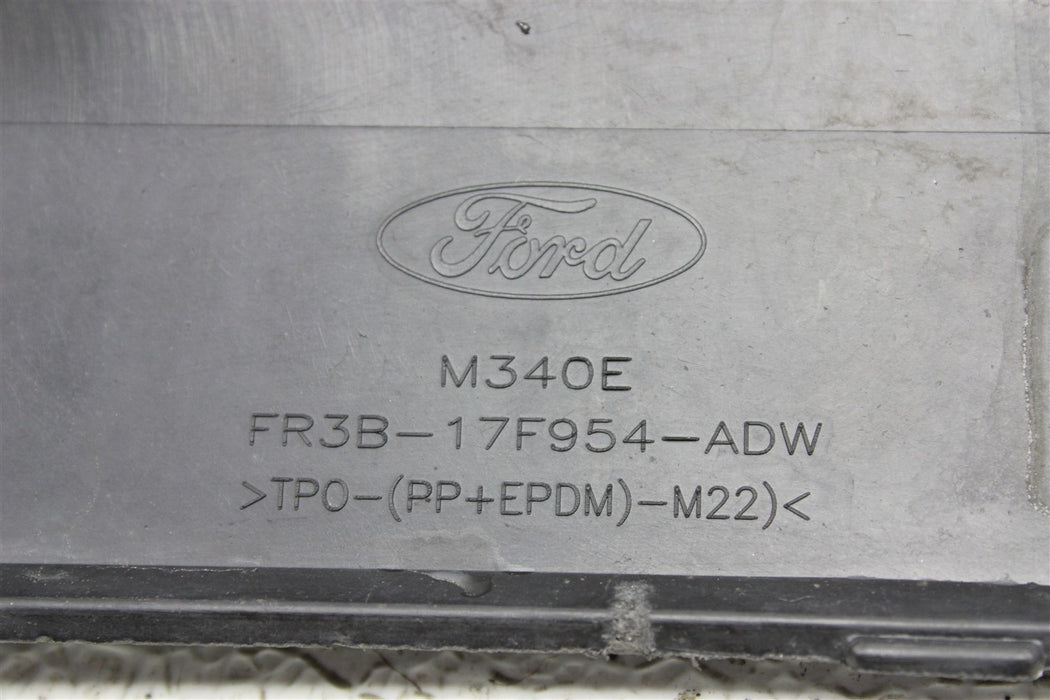 Ford
M340E
FR3B-17F954-ADW
>TPO-(PP+EPDM)-M22)<